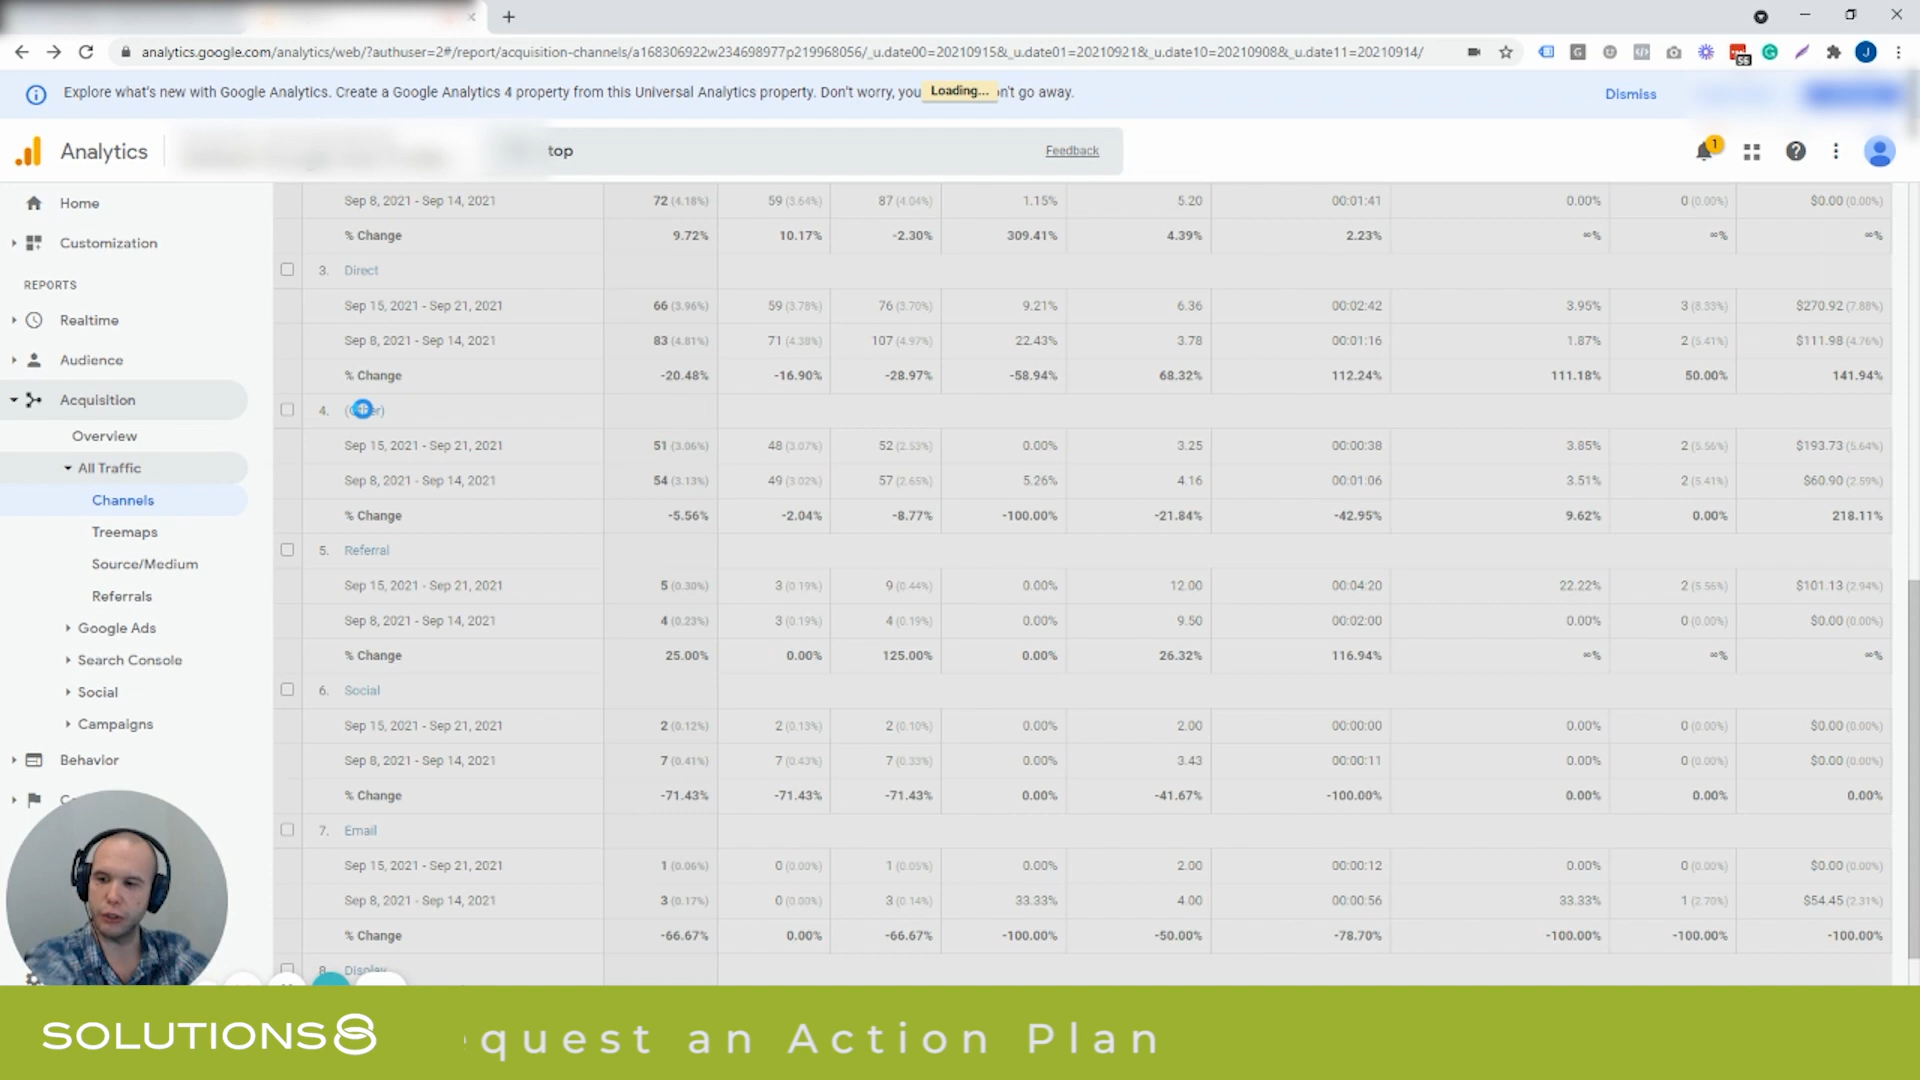 analytics.google.com/analytics/web/?authuser=2#/report/acquisition-channels/a168306922w234698977p219968056/_u.date00=20210915&_u.date01=20210921&_u.date10=20210908&_u.date11=20210914/
56
J
Explore what's new with Google Analytics. Create a Google Analytics 4 property from this Universal Analytics property. Don't worry, you Loading... n't go away.
Dismiss
Analytics
top
Feedback
1
Home
Customization
REPORTS
Realtime
Audience
Acquisition
Overview
All Traffic
Channels
Treemaps
Source/Medium
Referrals
Google Ads
Search Console
Social
Campaigns
Behavior
Sep 8, 2021 - Sep 14, 2021 72 (4.18%) 59 (3.64%) 87 (4.04%) 1.15% 5.20 00:01:41 0.00% 0 (0.00%) $0.00 (0.00%)
% Change 9.72% 10.17% -2.30% 309.41% 4.39% 2.23% ∞% ∞% ∞%
3. Direct
Sep 15, 2021 - Sep 21, 2021 66 (3.96%) 59 (3.78%) 76 (3.70%) 9.21% 6.36 00:02:42 3.95% 3 (8.33%) $270.92 (7.88%)
Sep 8, 2021 - Sep 14, 2021 83 (4.81%) 71 (4.38%) 107 (4.97%) 22.43% 3.78 00:01:16 1.87% 2 (5.41%) $111.98 (4.76%)
% Change -20.48% -16.90% -28.97% -58.94% 68.32% 112.24% 111.18% 50.00% 141.94%
4.
Sep 15, 2021 - Sep 21, 2021 51 (3.06%) 48 (3.07%) 52 (2.53%) 0.00% 3.25 00:00:38 3.85% 2 (5.56%) $193.73 (5.64%)
Sep 8, 2021 - Sep 14, 2021 54 (3.13%) 49 (3.02%) 57 (2.65%) 5.26% 4.16 00:01:06 3.51% 2 (5.41%) $60.90 (2.59%)
% Change -5.56% -2.04% -8.77% -100.00% -21.84% -42.95% 9.62% 0.00% 218.11%
5. Referral
Sep 15, 2021 - Sep 21, 2021 5 (0.30%) 3 (0.19%) 9 (0.44%) 0.00% 12.00 00:04:20 22.22% 2 (5.56%) $101.13 (2.94%)
Sep 8, 2021 - Sep 14, 2021 4 (0.23%) 3 (0.19%) 4 (0.19%) 0.00% 9.50 00:02:00 0.00% 0 (0.00%) $0.00 (0.00%)
% Change 25.00% 0.00% 125.00% 0.00% 26.32% 116.94% ∞% ∞% ∞%
6. Social
Sep 15, 2021 - Sep 21, 2021 2 (0.12%) 2 (0.13%) 2 (0.10%) 0.00% 2.00 00:00:00 0.00% 0 (0.00%) $0.00 (0.00%)
Sep 8, 2021 - Sep 14, 2021 7 (0.41%) 7 (0.43%) 7 (0.33%) 0.00% 3.43 00:00:11 0.00% 0 (0.00%) $0.00 (0.00%)
% Change -71.43% -71.43% -71.43% 0.00% -41.67% -100.00% 0.00% 0.00% 0.00%
7. Email
Sep 15, 2021 - Sep 21, 2021 1 (0.06%) 0 (0.00%) 1 (0.05%) 0.00% 2.00 00:00:12 0.00% 0 (0.00%) $0.00 (0.00%)
Sep 8, 2021 - Sep 14, 2021 3 (0.17%) 0 (0.00%) 3 (0.14%) 33.33% 4.00 00:00:56 33.33% 1 (2.70%) $54.45 (2.31%)
% Change -66.67% 0.00% -66.67% -100.00% -50.00% -78.70% -100.00% -100.00% -100.00%
8. Display
SOLUTIONS8
quest an Action Plan